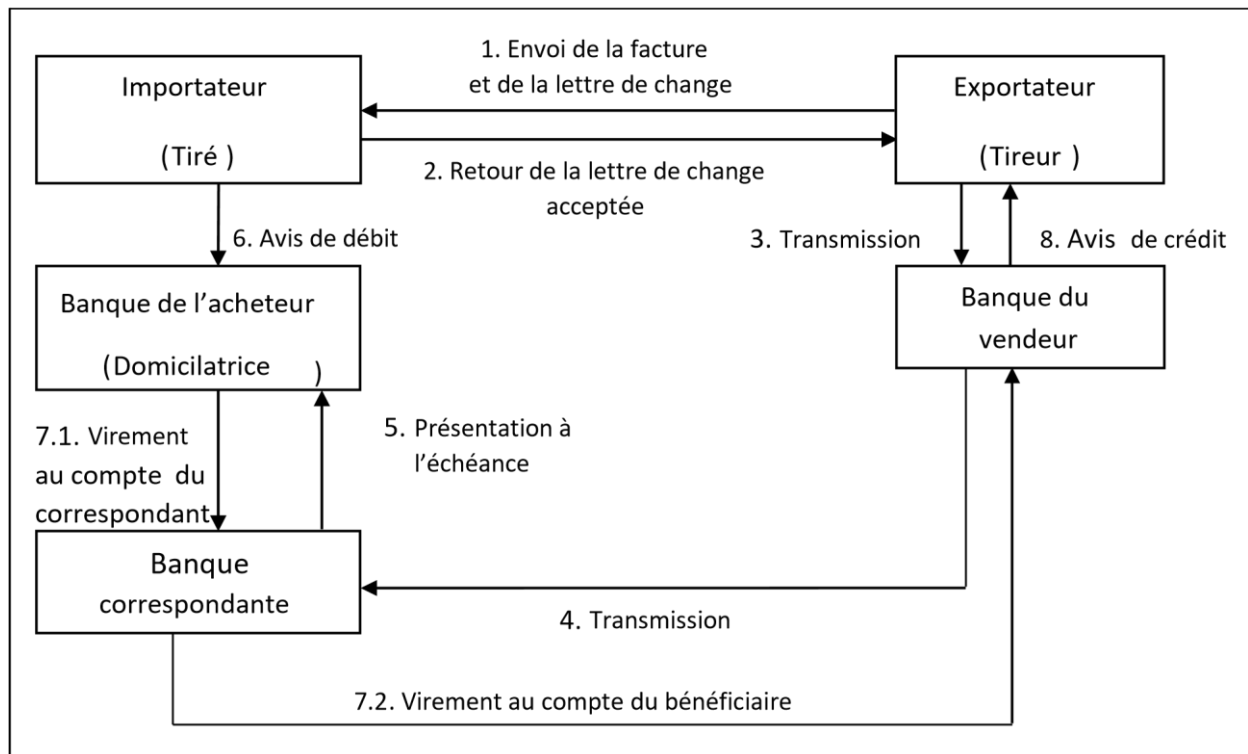 1. Envoi de la facture
et de la lettre de change
Importateur
(Tiré )
Exportateur
(Tireur )
2. Retour de la lettre de change
acceptée
6. Avis de débit
3. Transmission
8. Avis de crédit
Banque de l’acheteur
(Domicilatrice )
Banque du
vendeur
7.1. Virement
au compte du
correspondant
5. Présentation à
l’échéance
Banque
correspondante
4. Transmission
7.2. Virement au compte du bénéficiaire